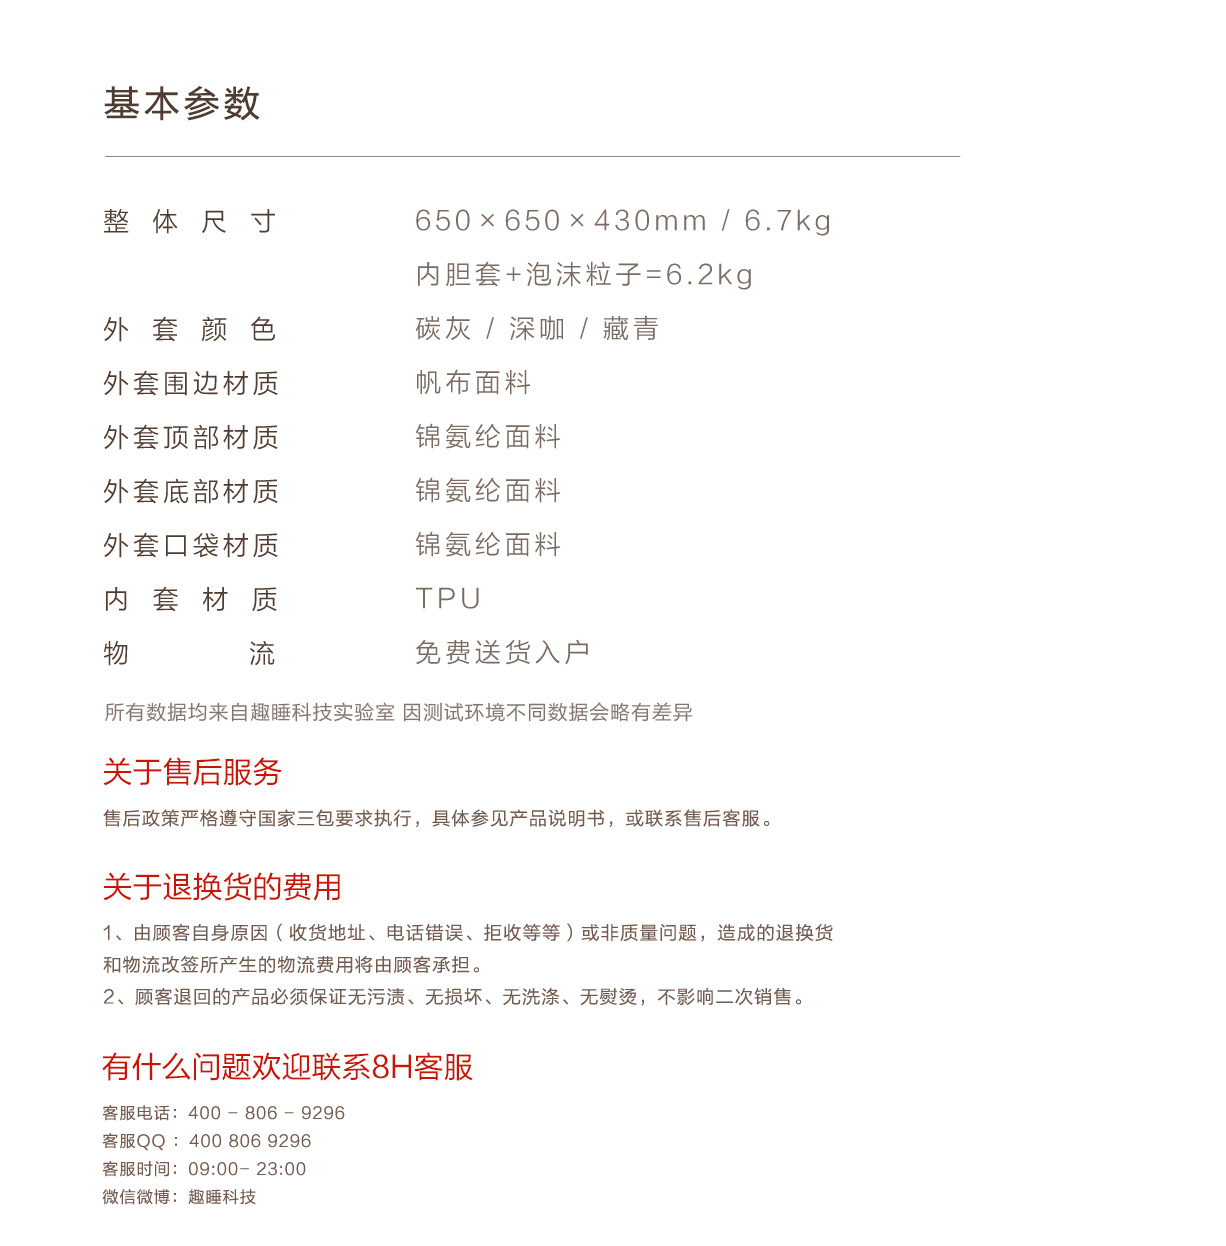 基本参数
整体尺寸 650×650×430mm / 6.7kg
内胆套+泡沫粒子=6.2kg
外套颜色 碳灰 / 深咖 / 藏青
外套围边材质 帆布面料
外套顶部材质 锦氨纶面料
外套底部材质 锦氨纶面料
外套口袋材质 锦氨纶面料
内套材质 TPU
物流 免费送货入户
所有数据均来自趣睡科技实验室 因测试环境不同数据会略有差异
关于售后服务
售后政策严格遵守国家三包要求执行，具体参见产品说明书，或联系售后客服。
关于退换货的费用
1、由顾客自身原因（收货地址、电话错误、拒收等等）或非质量问题，造成的退换货
和物流改签所产生的物流费用将由顾客承担。
2、顾客退回的产品必须保证无污渍、无损坏、无洗涤、无熨烫，不影响二次销售。
有什么问题欢迎联系8H客服
客服电话：400 - 806 - 9296
客服QQ ：400 806 9296
客服时间：09:00- 23:00
微信微博：趣睡科技